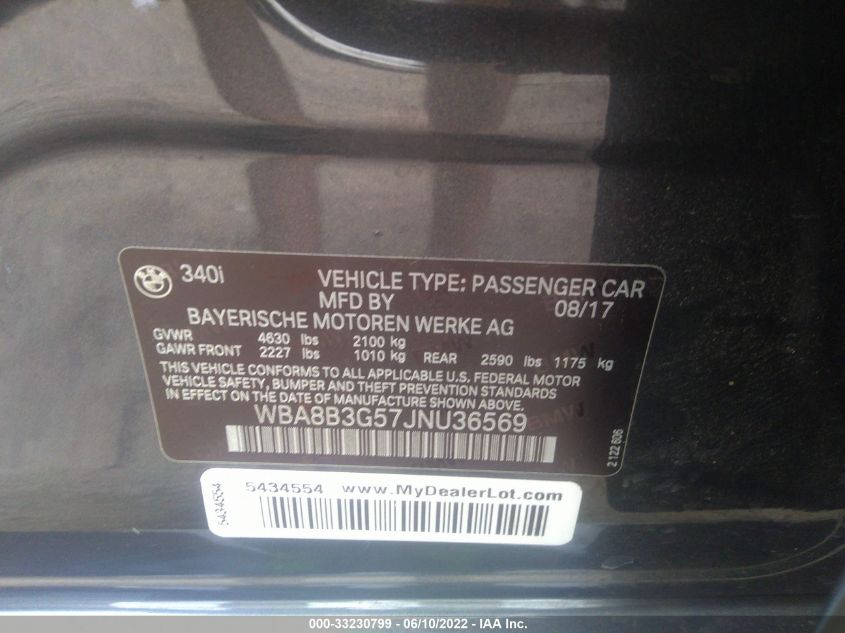 340i VEHICLE TYPE: PASSENGER CAR
MFD BY 08/17
BAYERISCHE MOTOREN WERKE AG
GVWR 4630 lbs 2100 kg
GAWR FRONT 2227 lbs 1010 kg REAR 2590 lbs 1175 kg
THIS VEHICLE CONFORMS TO ALL APPLICABLE U.S. FEDERAL MOTOR
VEHICLE SAFETY, BUMPER AND THEFT PREVENTION STANDARDS
IN EFFECT ON THE DATE OF MANUFACTURE SHOWN ABOVE.
WBA8B3G57JNU36569
2 122 606
5434554
5434554 www.MyDealerLot.com
000-33230799 - 06/10/2022 - IAA Inc.